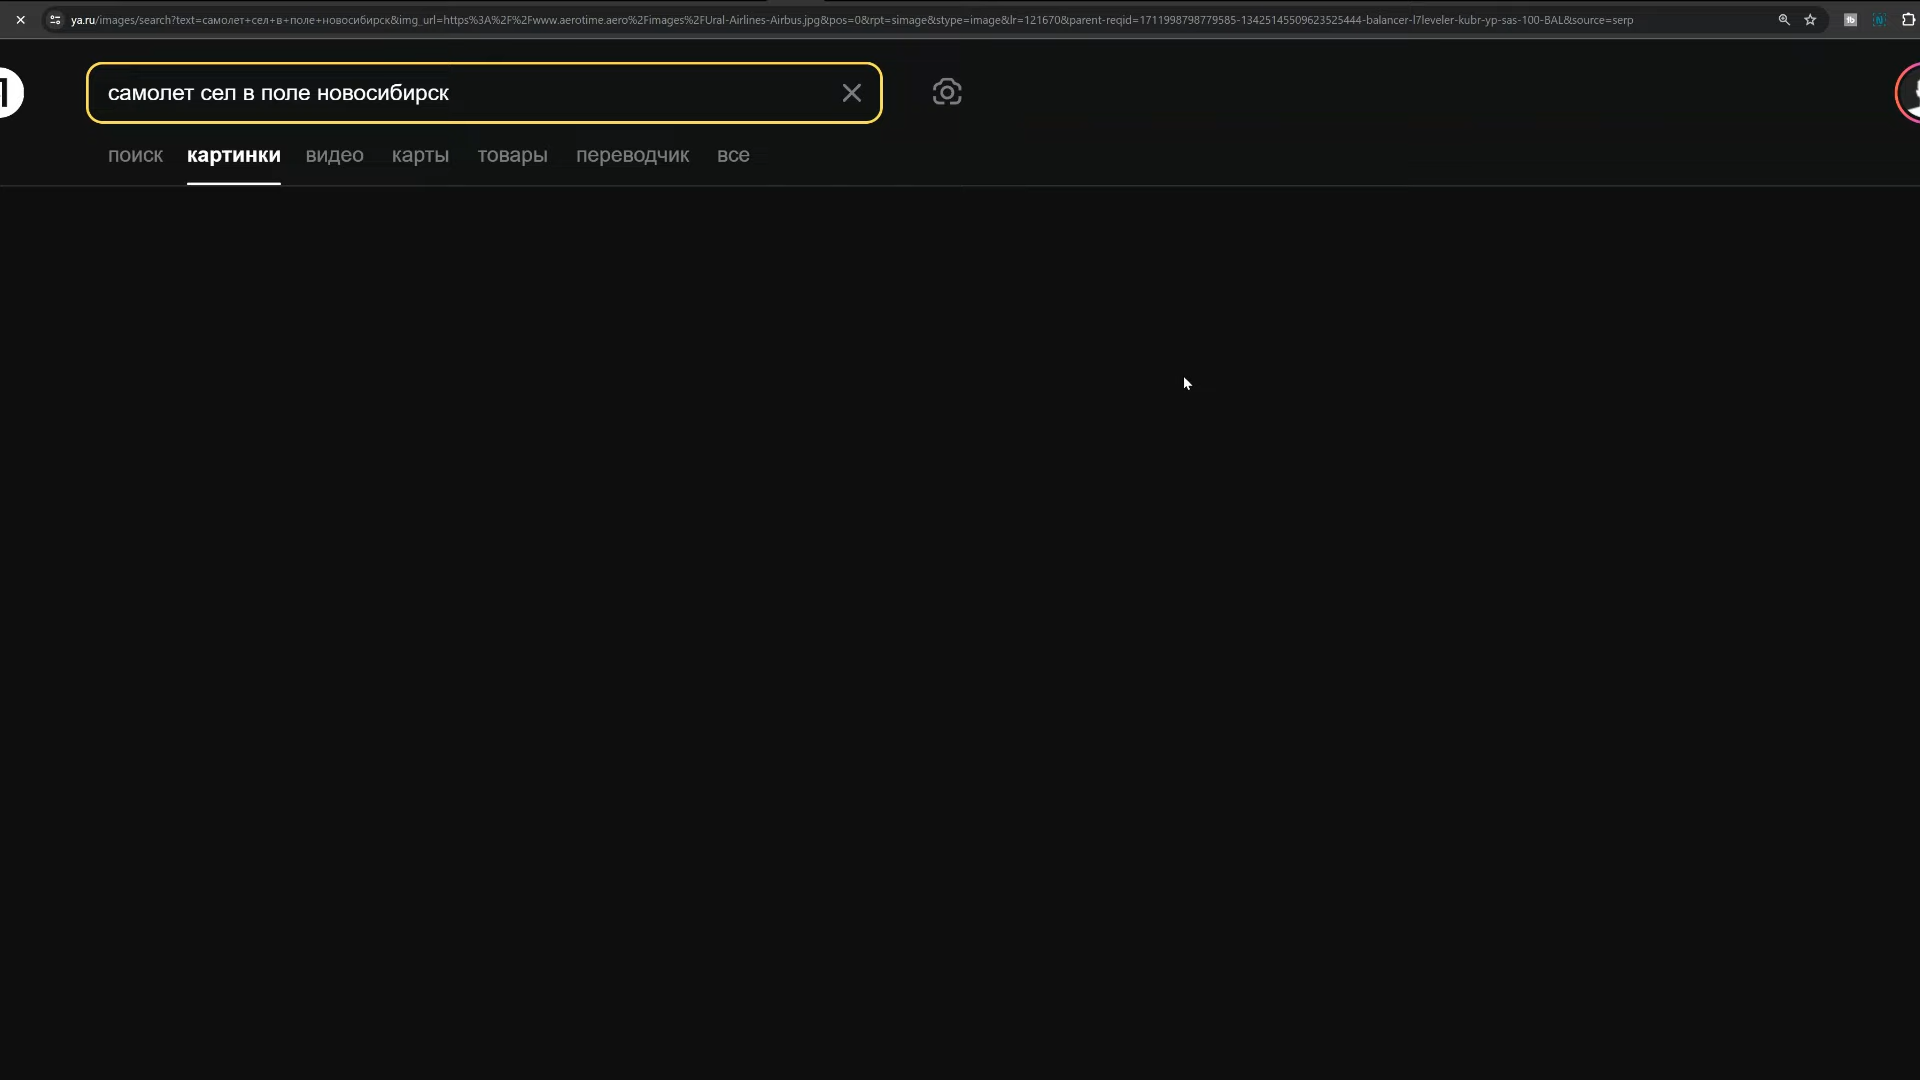 ya.ru/images/search?text=самолет+сел+в+поле+новосибирск&img_url=https%3A%2F%2Fwww.aerotime.aero%2Fimages%2FUral-Airlines-Airbus.jpg&pos=0&rpt=simage&stype=image&lr=121670&parent-reqid=1711998798779585-13425145509623525444-balancer-l7leveler-kubr-yp-sas-100-BAL&source=serp
самолет сел в поле новосибирск
поиск картинки видео карты товары переводчик все